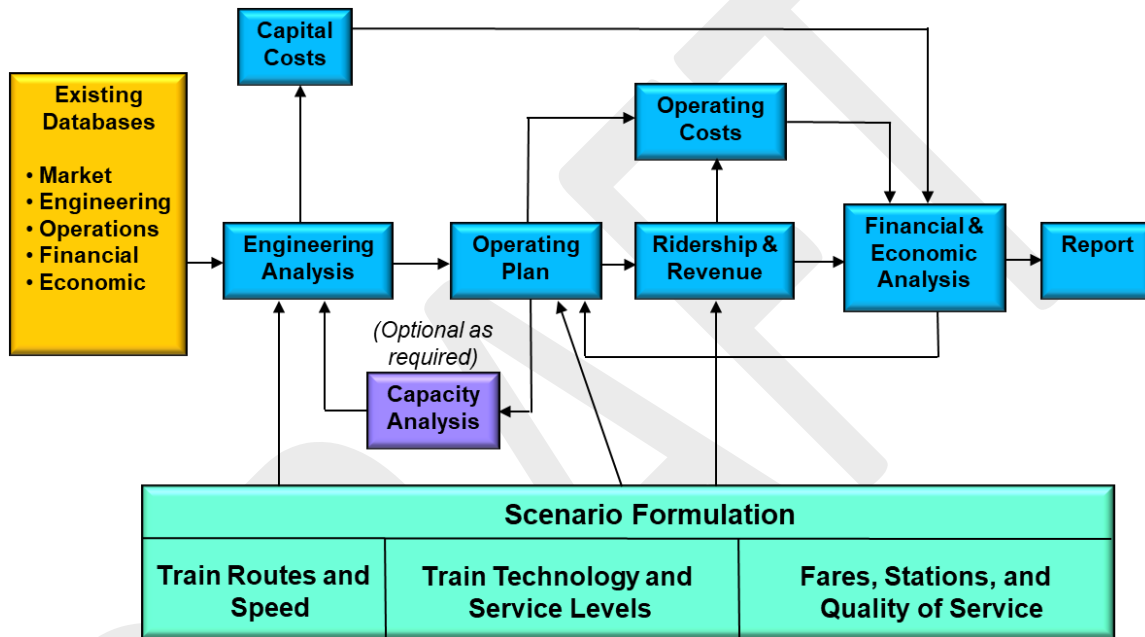 Capital
Costs
Existing
Databases
• Market
• Engineering
• Operations
• Financial
• Economic
Operating
Costs
Engineering
Analysis
Operating
Plan
Ridership &
Revenue
Financial &
Economic
Analysis
Report
(Optional as
required)
Capacity
Analysis
Scenario Formulation
Train Routes and
Speed
Train Technology and
Service Levels
Fares, Stations, and
Quality of Service
DRAFT